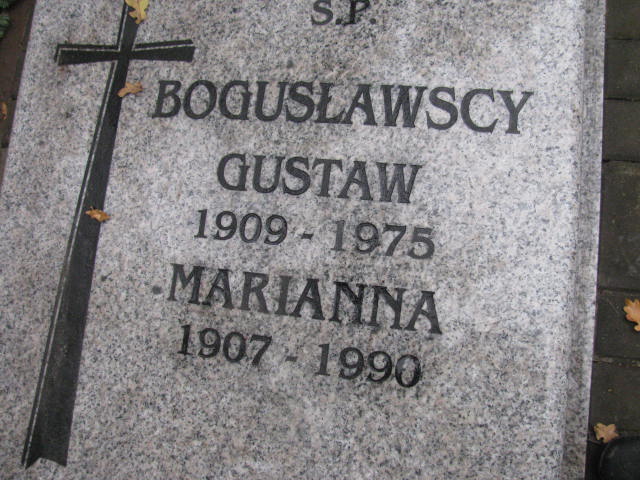 Ś.P.
BOGUSŁAWSCY
GUSTAW
1909 - 1975
MARIANNA
1907 - 1990